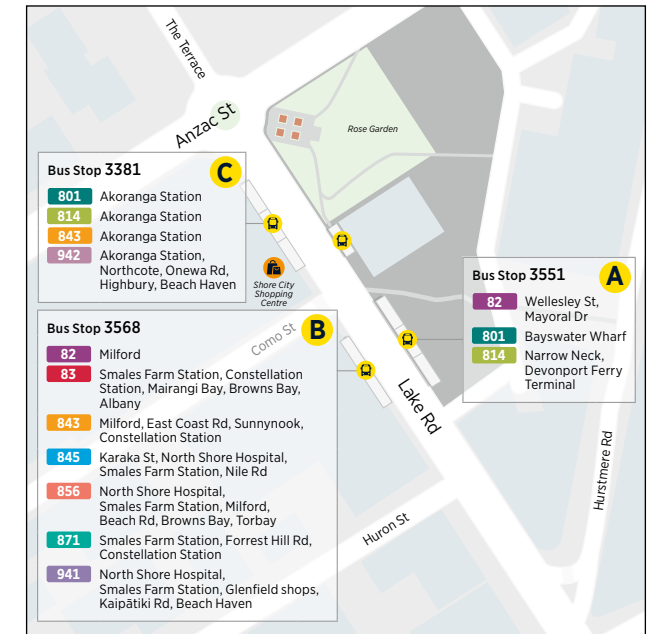 The Terrace
Anzac St
Rose Garden
Bus Stop 3381
C
801 Akoranga Station
814 Akoranga Station
843 Akoranga Station
942 Akoranga Station,
Northcote, Onewa Rd,
Highbury, Beach Haven
Shore City
Shopping
Centre
Bus Stop 3551
A
82 Wellesley St,
Mayoral Dr
801 Bayswater Wharf
814 Narrow Neck,
Devonport Ferry
Terminal
Como St
Bus Stop 3568
B
82 Milford
83 Smales Farm Station, Constellation
Station, Mairangi Bay, Browns Bay,
Albany
843 Milford, East Coast Rd, Sunnynook,
Constellation Station
845 Karaka St, North Shore Hospital,
Smales Farm Station, Nile Rd
856 North Shore Hospital,
Smales Farm Station, Milford,
Beach Rd, Browns Bay, Torbay
871 Smales Farm Station, Forrest Hill Rd,
Constellation Station
941 North Shore Hospital,
Smales Farm Station, Glenfield shops,
Kaipātiki Rd, Beach Haven
Lake Rd
Huron St
Hurstmere Rd